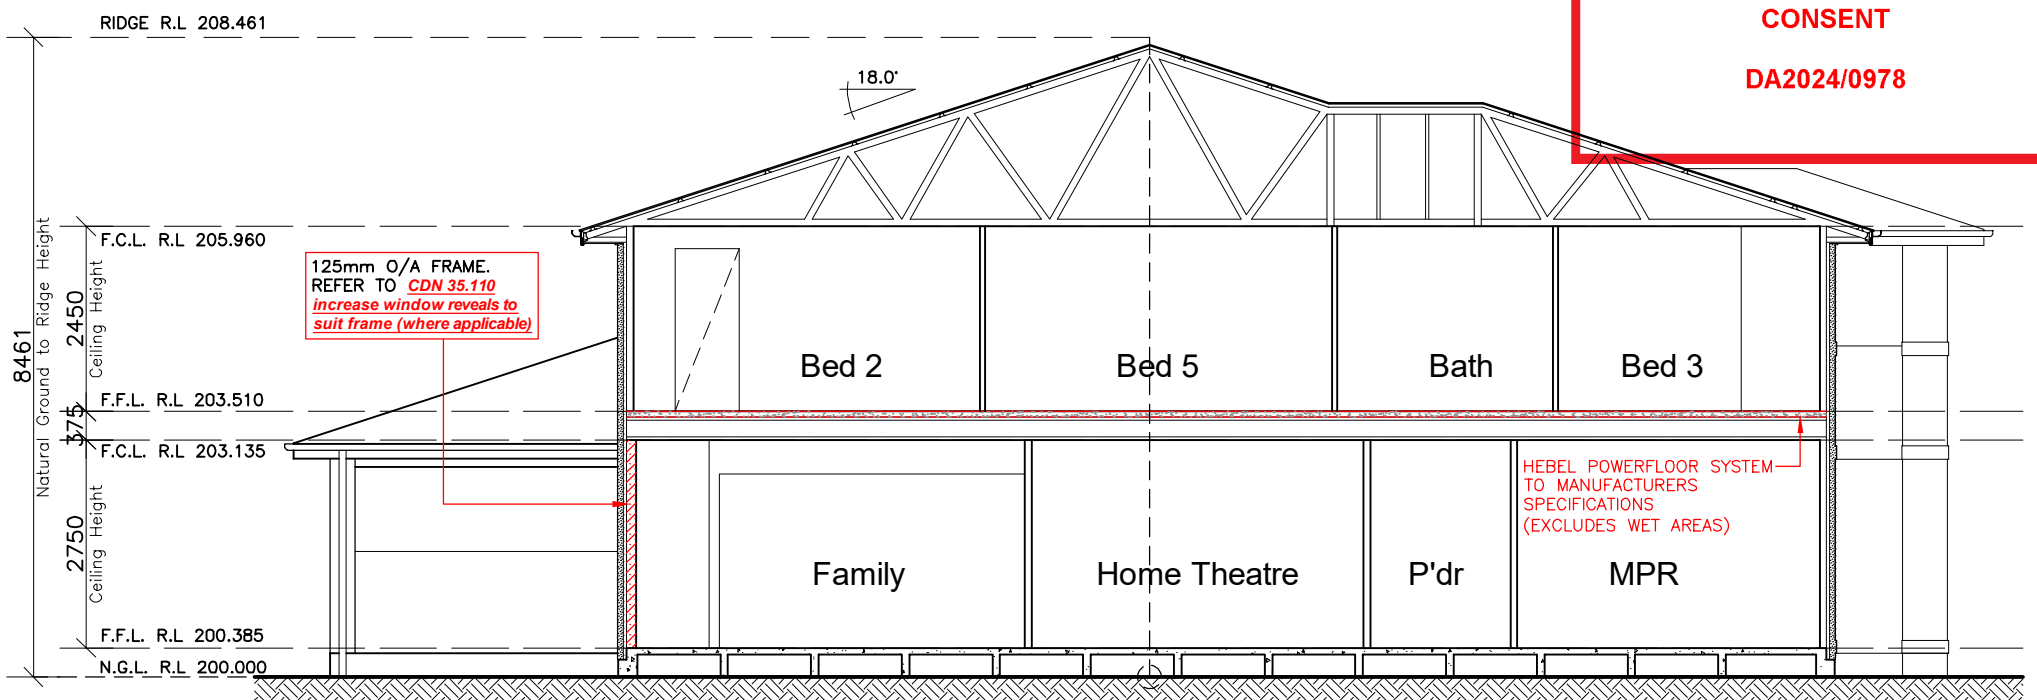 RIDGE R.L 208.461
CONSENT
DA2024/0978
18.0°
F.C.L. R.L 205.960
125mm O/A FRAME.
REFER TO CDN 35.110
increase window reveals to
suit frame (where applicable)
8461
Natural Ground to Ridge Height
2450
Ceiling Height
Bed 2
Bed 5
Bath
Bed 3
F.F.L. R.L 203.510
375
F.C.L. R.L 203.135
HEBEL POWERFLOOR SYSTEM
TO MANUFACTURERS
SPECIFICATIONS
(EXCLUDES WET AREAS)
2750
Ceiling Height
Family
Home Theatre
P'dr
MPR
F.F.L. R.L 200.385
N.G.L. R.L 200.000